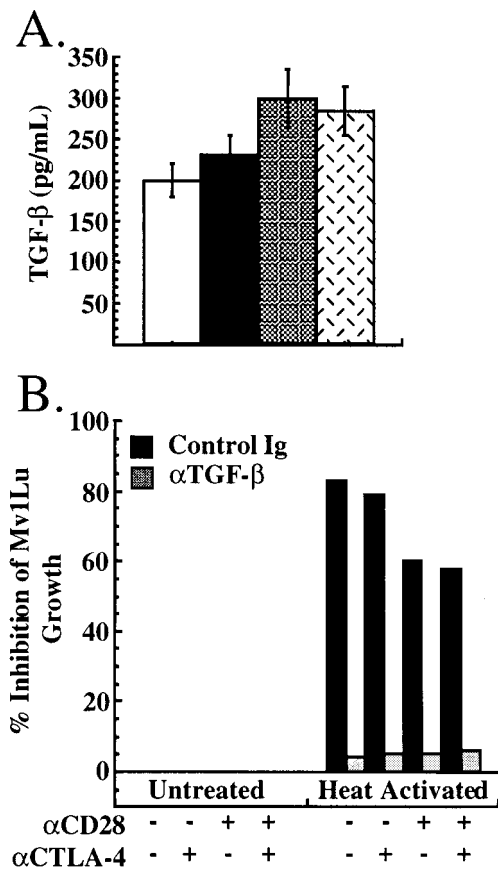 A.
TGF-β (pg/mL)
350
300
250
200
150
100
50
B.
% Inhibition of Mv1Lu
Growth
100
80
60
40
20
0
Control Ig
αTGF-β
Untreated Heat Activated
αCD28 - - + + - - + +
αCTLA-4 - + - + - + - +